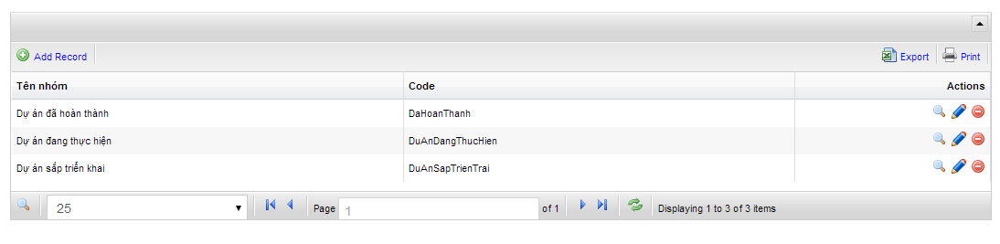 Add Record Export Print
Tên nhóm Code Actions
Dự án đã hoàn thành DaHoanThanh
Dự án đang thực hiện DuAnDangThucHien
Dự án sắp triển khai DuAnSapTrienTrai
25 Page 1 of 1 Displaying 1 to 3 of 3 items